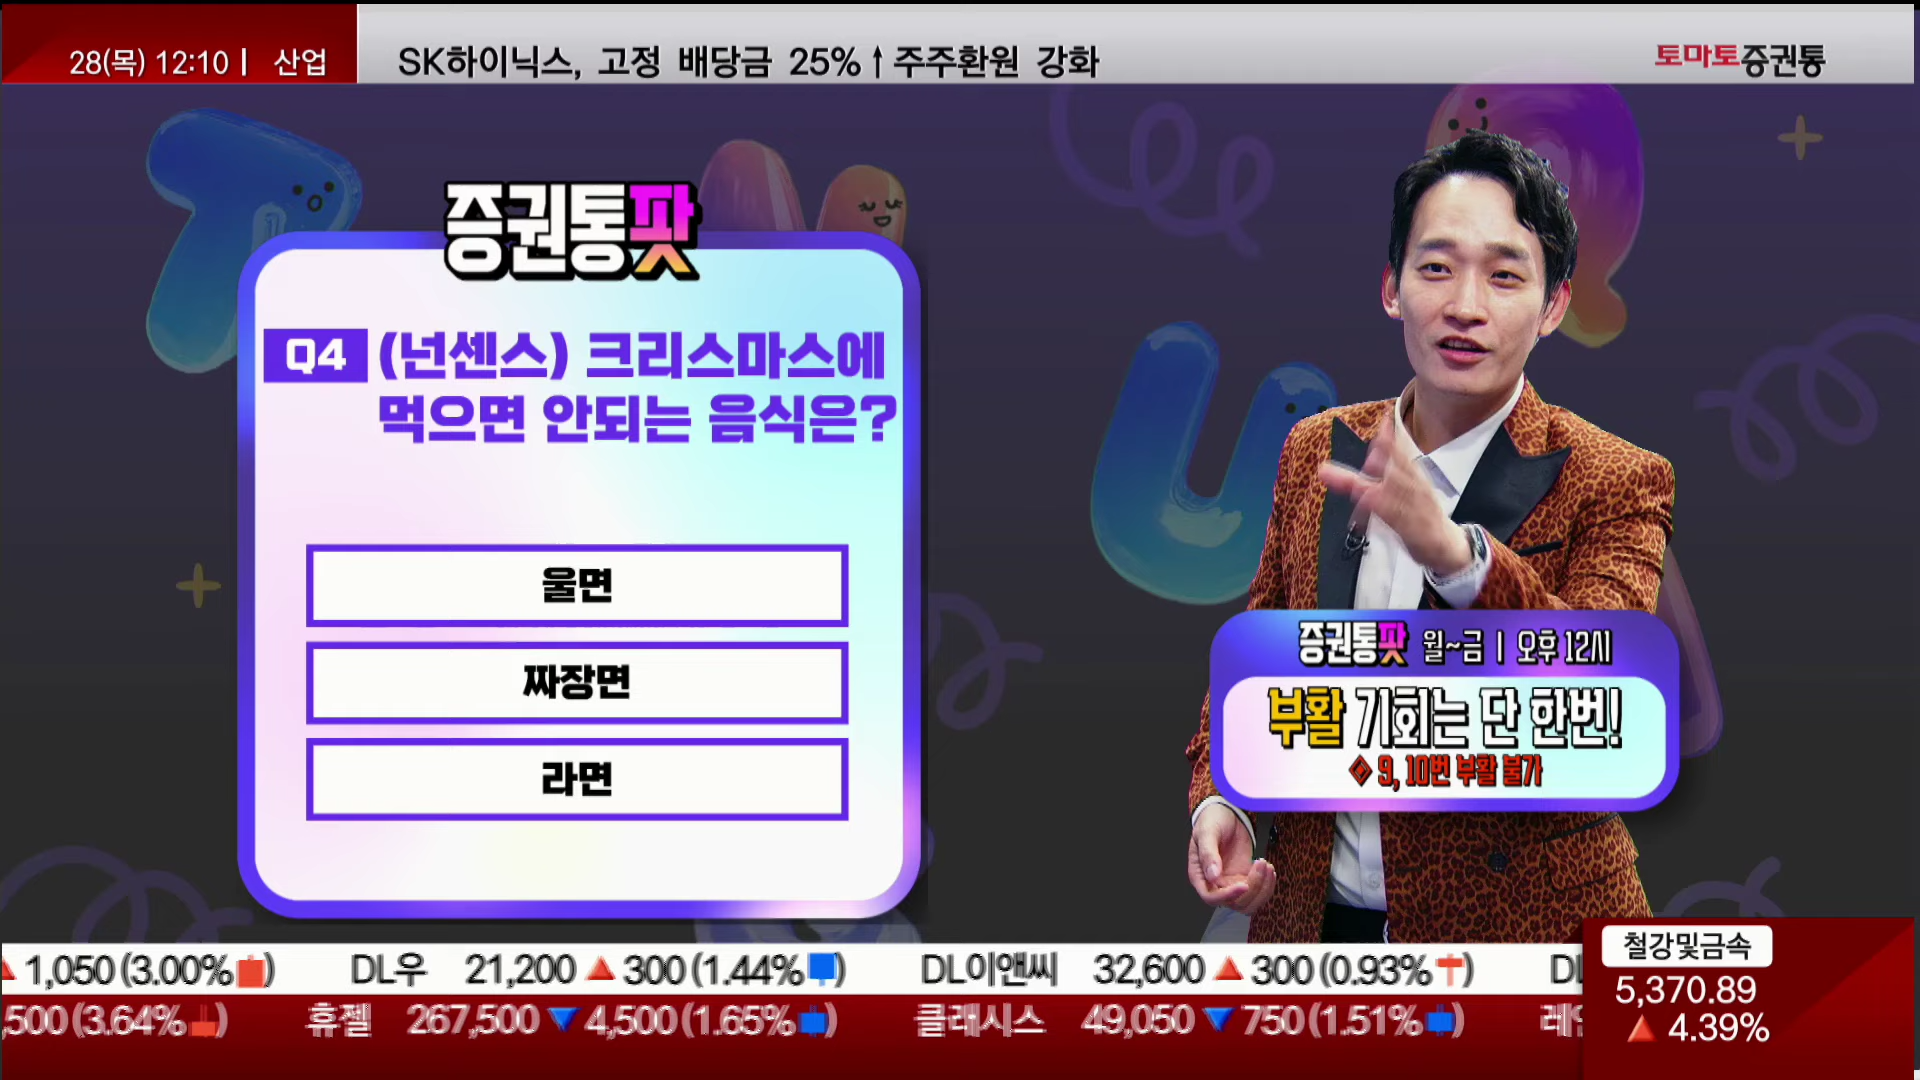 28(목) 12:10 | 산업
SK하이닉스, 고정 배당금 25%↑주주환원 강화
토마토증권통
증권통팟
Q4 (넌센스) 크리스마스에
먹으면 안되는 음식은?
울면
짜장면
라면
증권통팟 월~금 | 오후 12시
부활 기회는 단 한번!
9, 10번 부활 불가
▲ 1,050 (3.00% ) DL우 21,200 ▲ 300 (1.44% ) DL이앤씨 32,600 ▲ 300 (0.93% ) DL
,500 (3.64% ) 휴젤 267,500 ▼ 4,500 (1.65% ) 클래시스 49,050 ▼ 750 (1.51% )
철강및금속
5,370.89
▲ 4.39%